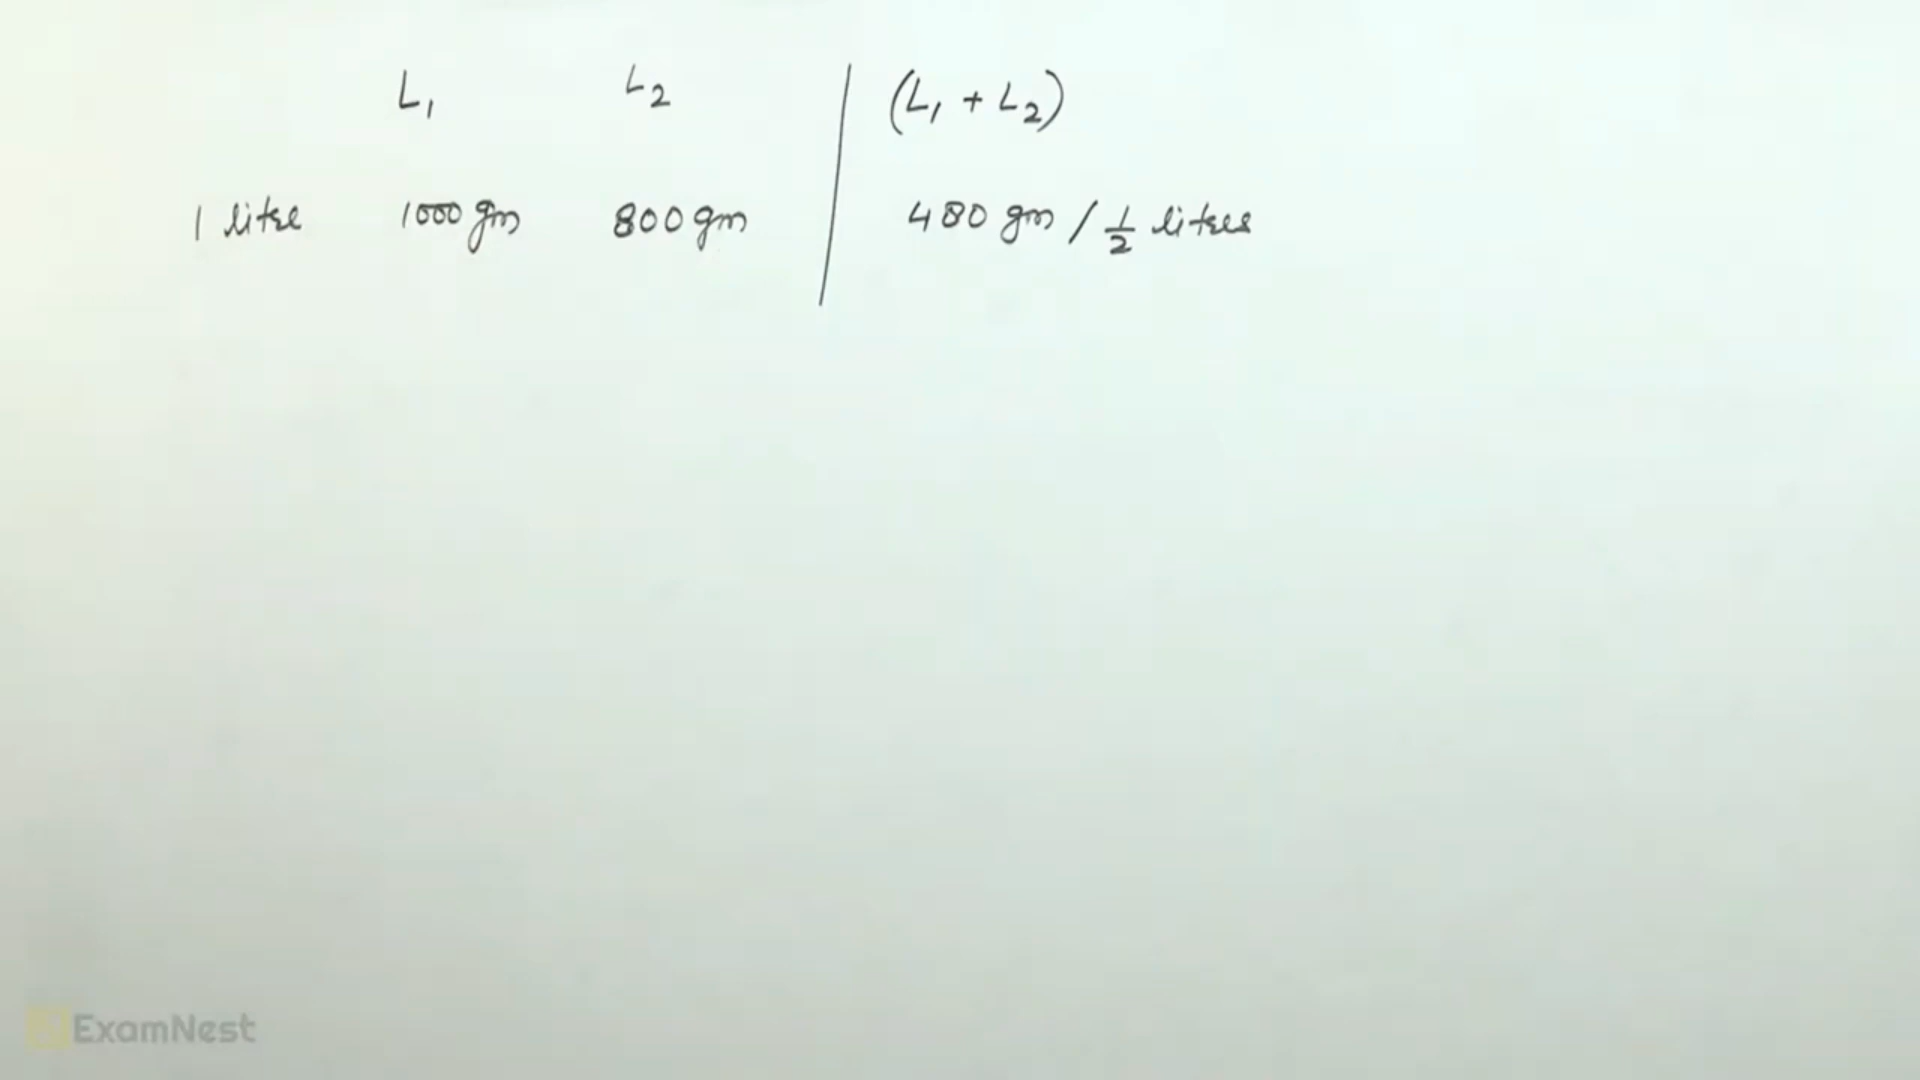 L1 L2 (L1 + L2)
1 litre 1000 gm 800 gm 480 gm / 1/2 litres
ExamNest